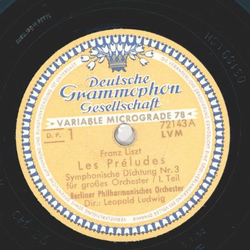 Deutsche
Grammophon
Gesellschaft
VARIABLE MICROGRADE 78
D. F. 1 72143A
LVM
Franz Liszt
Les Préludes
Symphonische Dichtung Nr. 3
für großes Orchester / I. Teil
Berliner Philharmonisches Orchester
Dir.: Leopold Ludwig